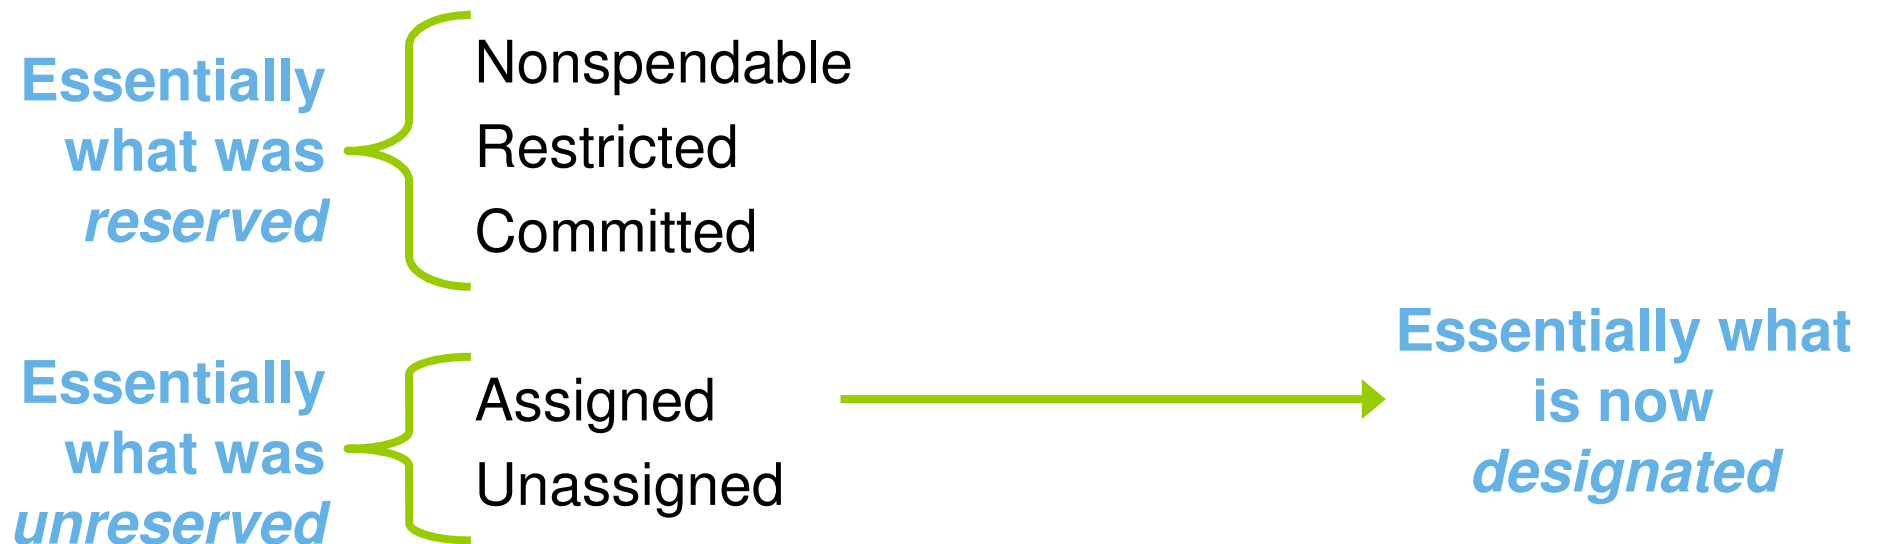 Essentially
what was
reserved
Nonspendable
Restricted
Committed
Essentially
what was
unreserved
Assigned
Unassigned
Essentially what
is now
designated